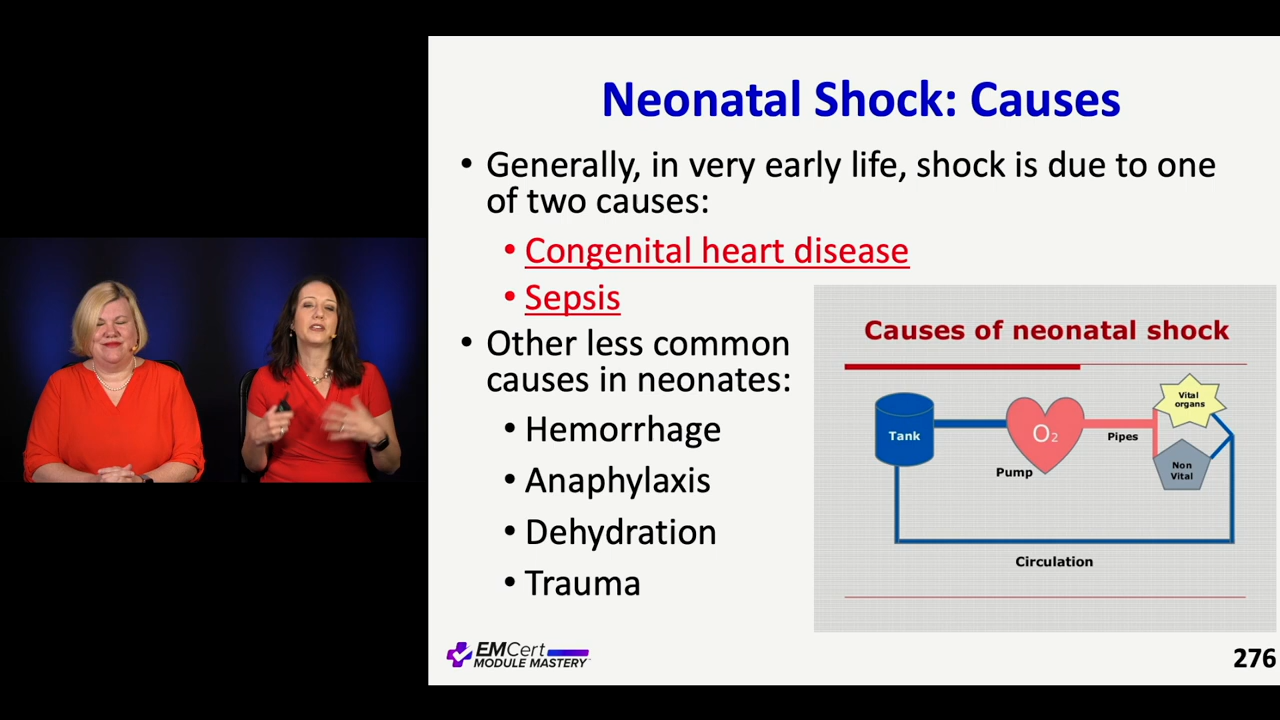 Neonatal Shock: Causes
• Generally, in very early life, shock is due to one
of two causes:
• Congenital heart disease
• Sepsis
• Other less common
causes in neonates:
• Hemorrhage
• Anaphylaxis
• Dehydration
• Trauma
Causes of neonatal shock
Tank
O₂
Pump
Pipes
Vital
organs
Non
Vital
Circulation
EMCert
MODULE MASTERY
276